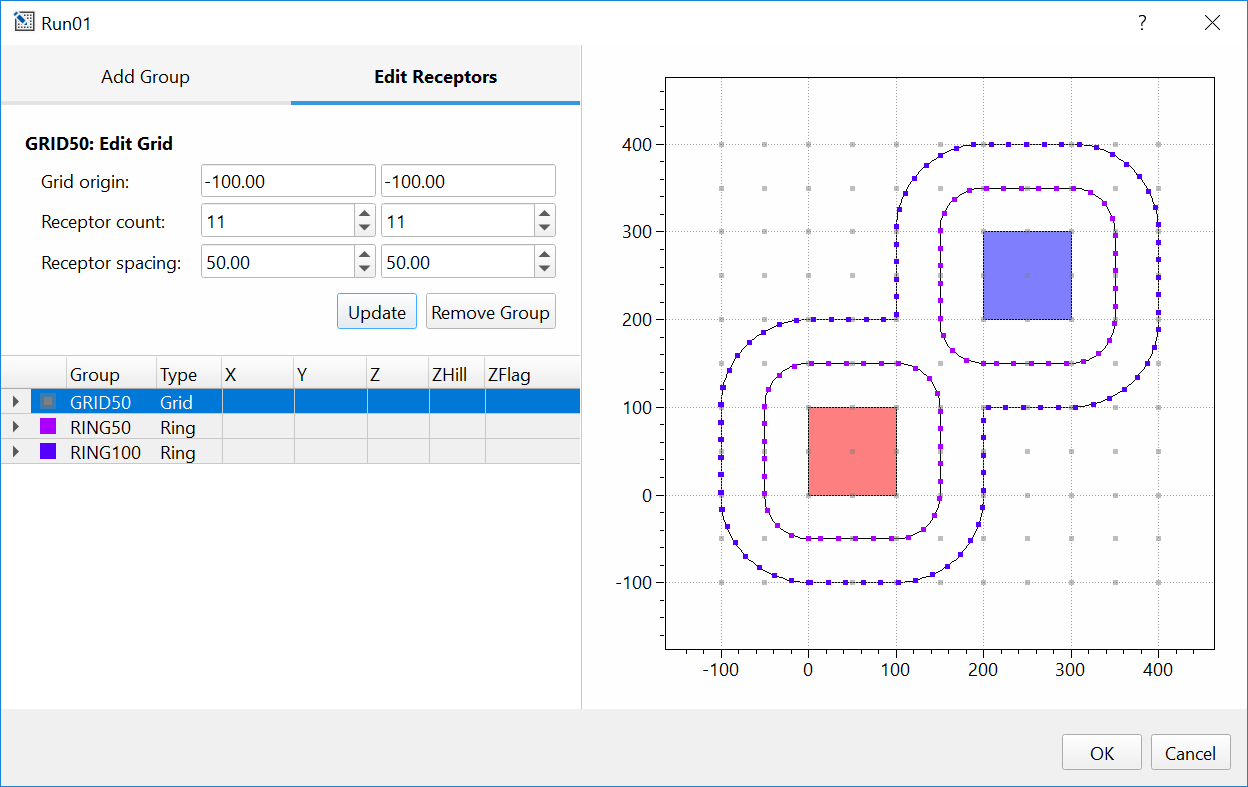 Run01
?
Add Group
Edit Receptors
GRID50: Edit Grid
Grid origin: -100.00 -100.00
Receptor count: 11 11
Receptor spacing: 50.00 50.00
Update Remove Group
Group Type X Y Z ZHill ZFlag
GRID50 Grid
RING50 Ring
RING100 Ring
400
300
200
100
0
-100
-100 0 100 200 300 400
OK Cancel